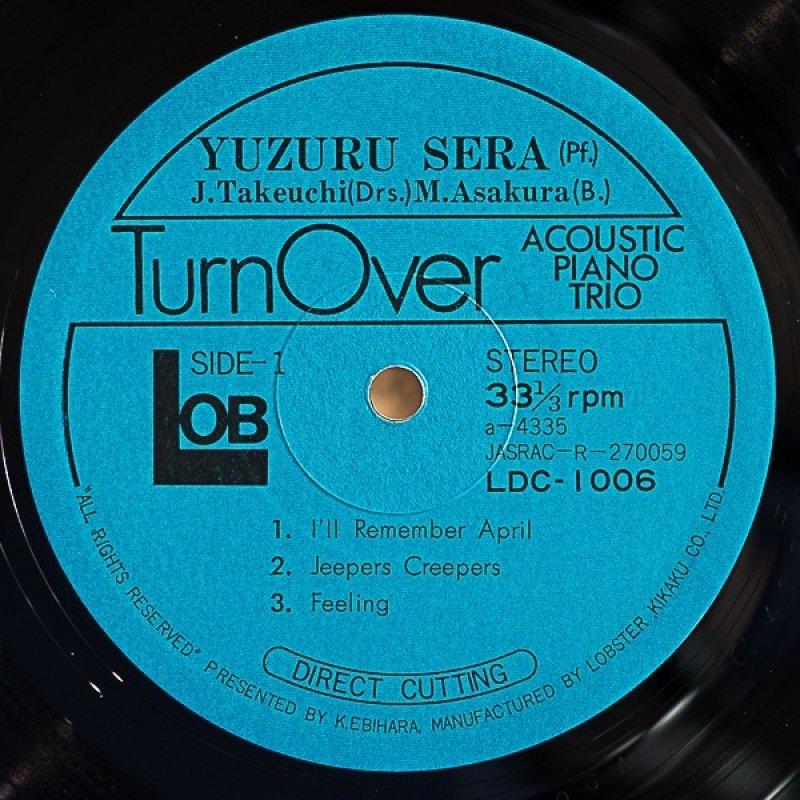 YUZURU SERA (Pf.)
J.Takeuchi(Drs.)M.Asakura(B.)
TurnOver
ACOUSTIC
PIANO
TRIO
LOB
SIDE-1
STEREO
33⅓ rpm
a-4335
JASRAC-R-270059
LDC-1006
1. I'll Remember April
2. Jeepers Creepers
3. Feeling
DIRECT CUTTING
"ALL RIGHTS RESERVED" PRESENTED BY K.EBIHARA, MANUFACTURED BY LOBSTER KIKAKU CO., LTD.